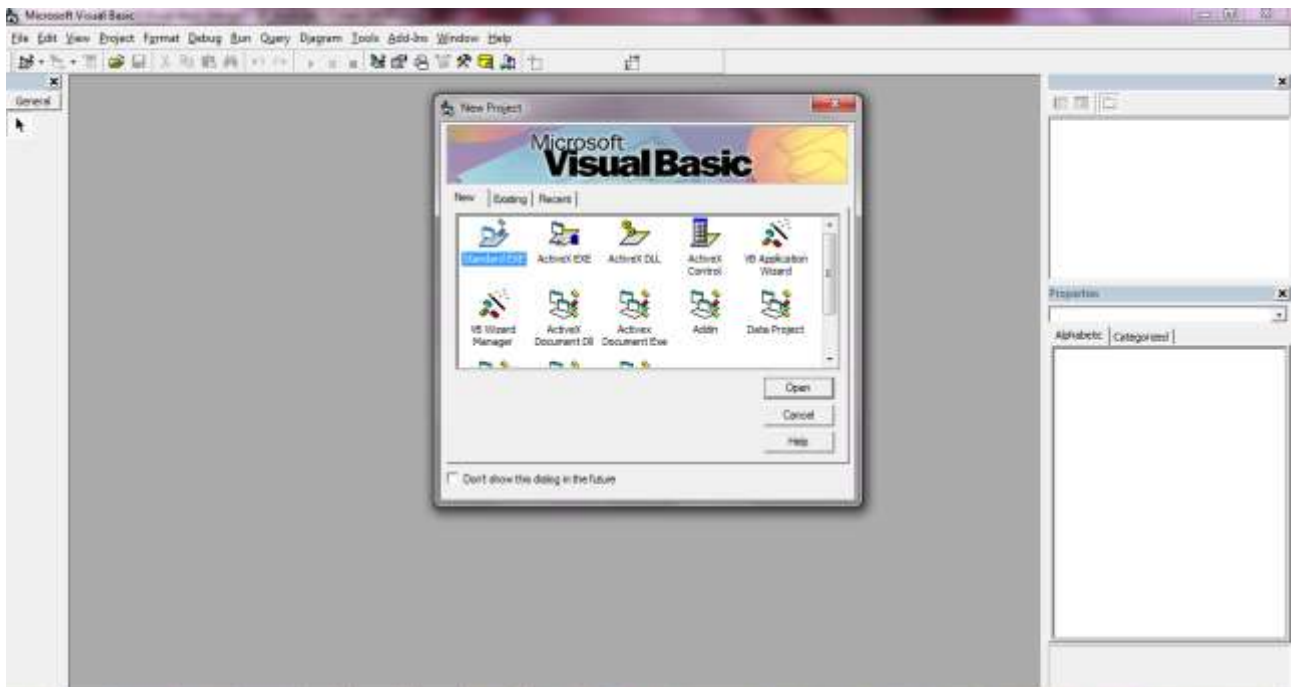 Microsoft Visual Basic
File Edit View Project Format Debug Run Query Diagram Tools Add-Ins Window Help
General
New Project
Microsoft
Visual Basic
New Existing Recent
Standard EXE ActiveX EXE ActiveX DLL ActiveX Control VB Application Wizard
VB Wizard Manager ActiveX Document Dll Activex Document Exe Addin Data Project
Open
Cancel
Help
Don't show this dialog in the future
Properties
Alphabetic Categorized